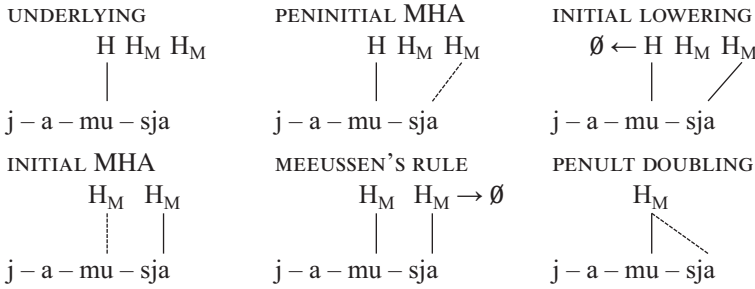 UNDERLYING PENINITIAL MHA INITIAL LOWERING
H H_M H_M H H_M H_M Ø ← H H_M H_M
j – a – mu – sja j – a – mu – sja j – a – mu – sja
INITIAL MHA MEEUSSEN’S RULE PENULT DOUBLING
H_M H_M H_M H_M → Ø H_M
j – a – mu – sja j – a – mu – sja j – a – mu – sja